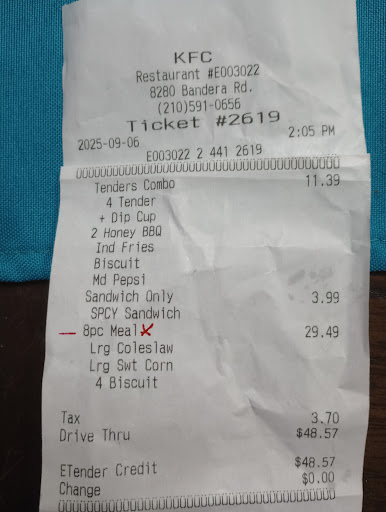 KFC
Restaurant #E003022
8280 Bandera Rd.
(210)591-0656
Ticket #2619
2025-09-06 2:05 PM
E003022 2 441 2619
Tenders Combo 11.39
4 Tender
+ Dip Cup
2 Honey BBQ
Ind Fries
Biscuit
Md Pepsi
Sandwich Only 3.99
SPCY Sandwich
8pc Meal 29.49
Lrg Coleslaw
Lrg Swt Corn
4 Biscuit
Tax 3.70
Drive Thru $48.57
ETender Credit $48.57
Change $0.00